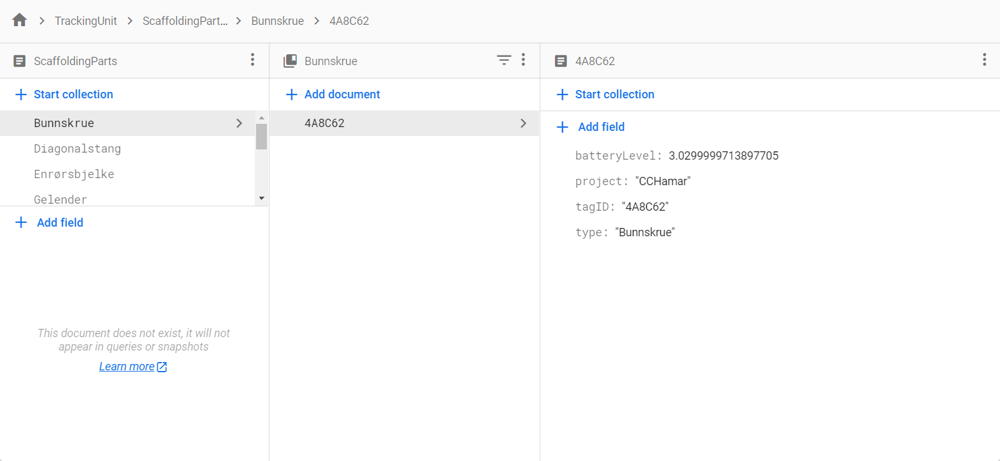 TrackingUnit > ScaffoldingPart... > Bunnskrue > 4A8C62
ScaffoldingParts
Start collection
Bunnskrue
Diagonalstang
Enrørsbjelke
Gelender
Add field
This document does not exist, it will not
appear in queries or snapshots
Learn more
Bunnskrue
Add document
4A8C62
4A8C62
Start collection
Add field
batteryLevel: 3.0299999713897705
project: "CCHamar"
tagID: "4A8C62"
type: "Bunnskrue"